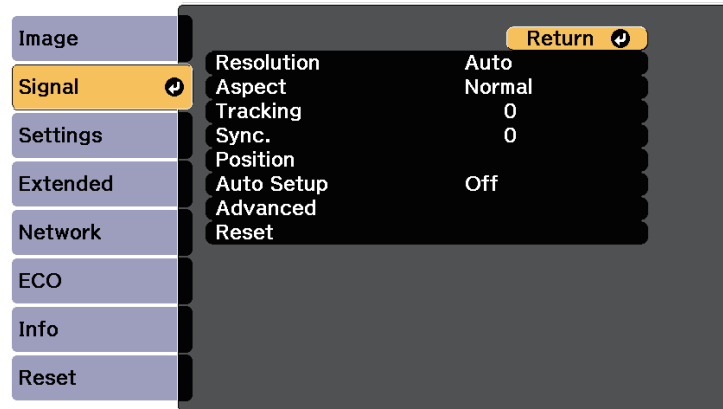 Image
Signal
Settings
Extended
Network
ECO
Info
Reset
Return
Resolution Auto
Aspect Normal
Tracking 0
Sync. 0
Position
Auto Setup Off
Advanced
Reset